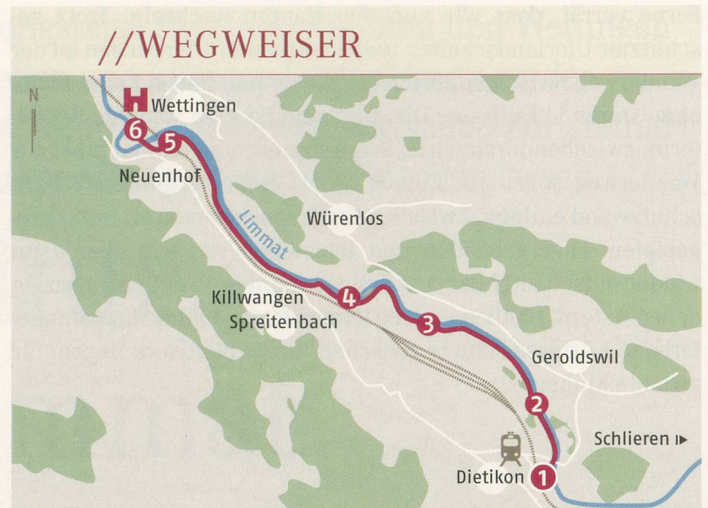 //WEGWEISER
N
H Wettingen
6
5
Neuenhof
Limmat
Würenlos
Killwangen
Spreitenbach
4
3
Geroldswil
2
Schlieren
Dietikon
1